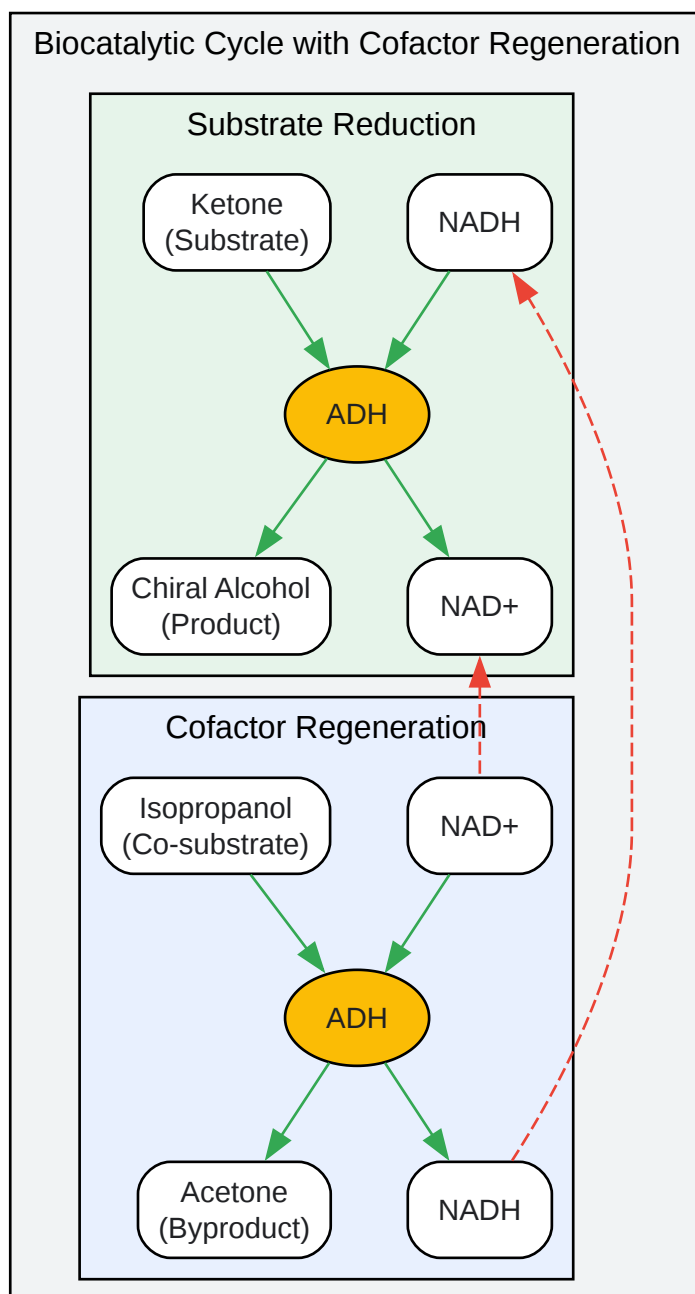 Biocatalytic Cycle with Cofactor Regeneration
Substrate Reduction
Ketone
(Substrate)
NADH
ADH
Chiral Alcohol
(Product)
NAD+
Cofactor Regeneration
Isopropanol
(Co-substrate)
NAD+
ADH
Acetone
(Byproduct)
NADH